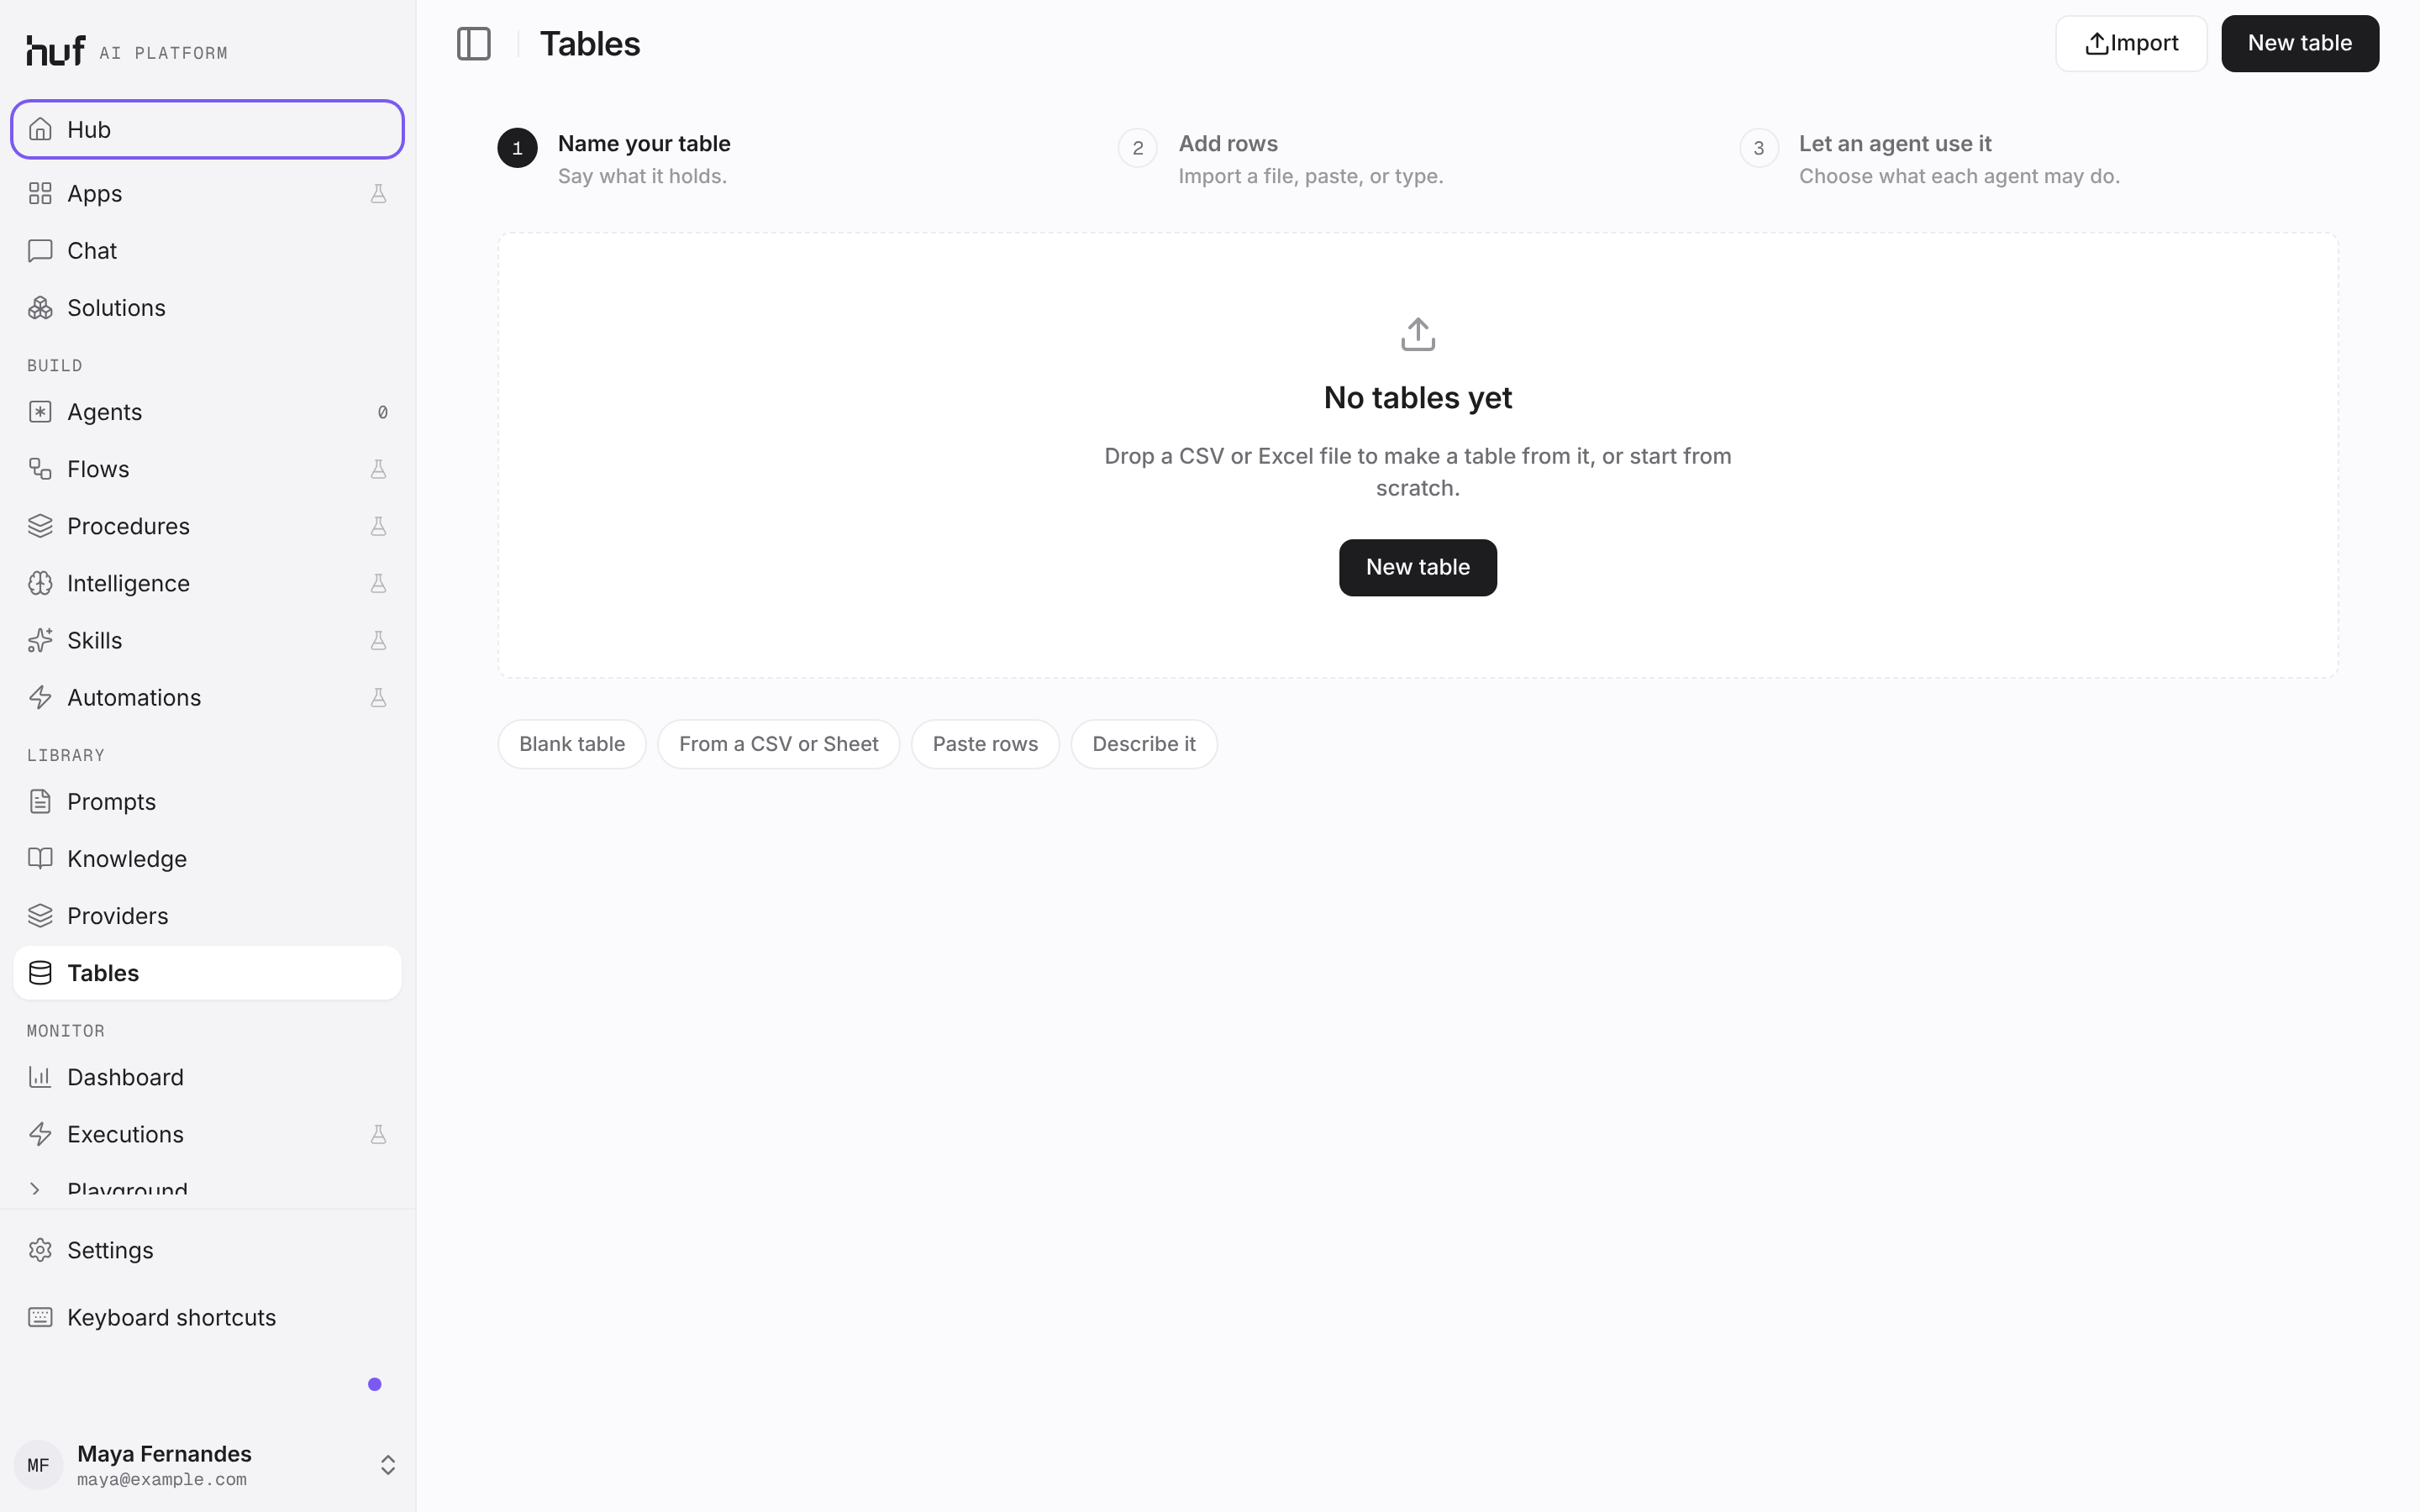 huf AI PLATFORM
Hub
Apps
Chat
Solutions
BUILD
Agents 0
Flows
Procedures
Intelligence
Skills
Automations
LIBRARY
Prompts
Knowledge
Providers
Tables
MONITOR
Dashboard
Executions
Playground
Settings
Keyboard shortcuts
MF
Maya Fernandes
maya@example.com
Tables
Import
New table
1
Name your table
Say what it holds.
2
Add rows
Import a file, paste, or type.
3
Let an agent use it
Choose what each agent may do.
No tables yet
Drop a CSV or Excel file to make a table from it, or start from
scratch.
New table
Blank table
From a CSV or Sheet
Paste rows
Describe it